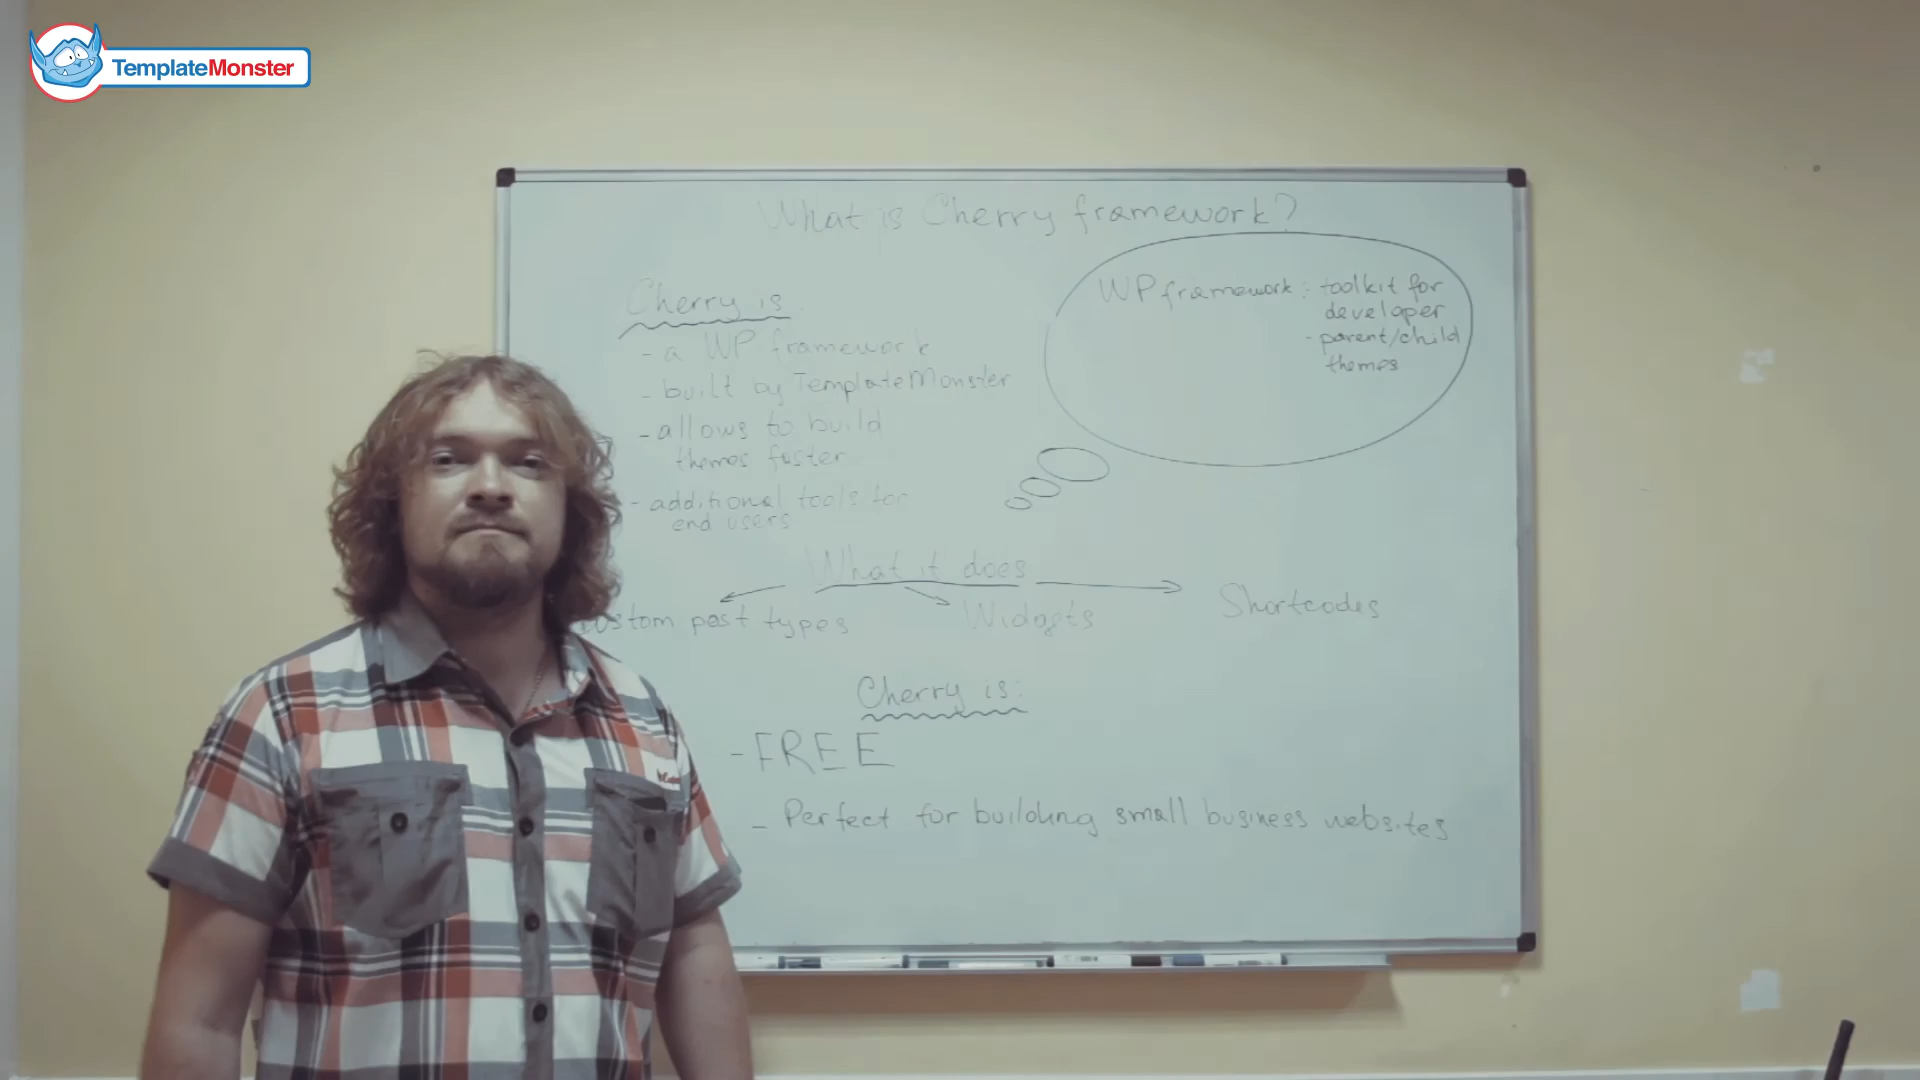 TemplateMonster
What is Cherry framework?
Cherry is:
- a WP framework
- built by TemplateMonster
- allows to build
themes faster
- additional tools for
end users
WP framework: toolkit for
developer
- parent/child
themes
What it does
ustom post types
Widgets
Shortcodes
Cherry is:
- FREE
- Perfect for building small business websites